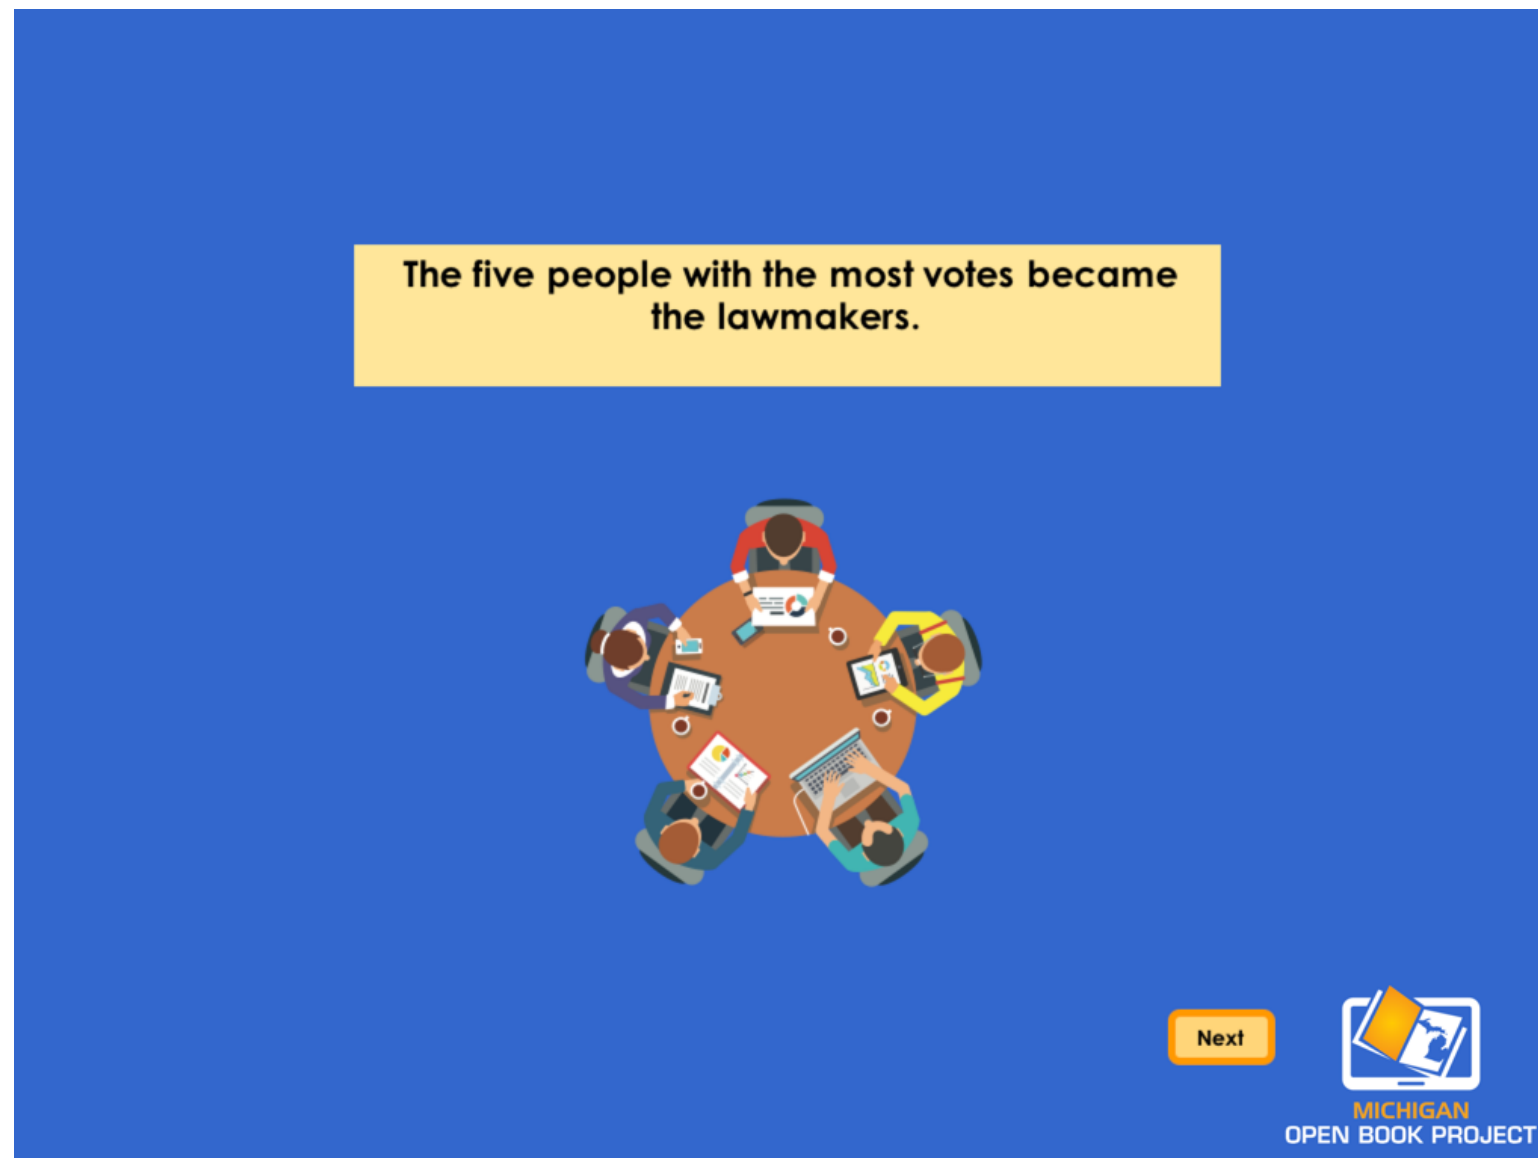 The five people with the most votes became
the lawmakers.
Next
MICHIGAN
OPEN BOOK PROJECT